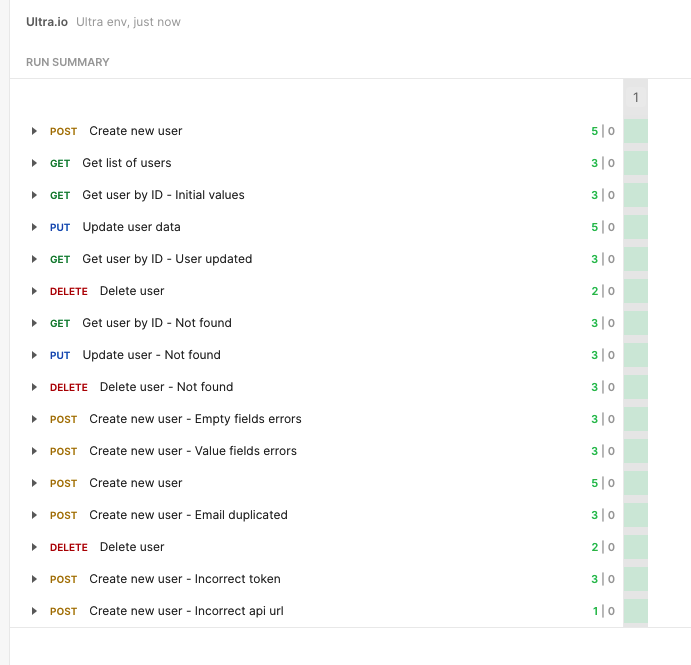 Ultra.io Ultra env, just now
RUN SUMMARY
1
POST Create new user 5 | 0
GET Get list of users 3 | 0
GET Get user by ID - Initial values 3 | 0
PUT Update user data 5 | 0
GET Get user by ID - User updated 3 | 0
DELETE Delete user 2 | 0
GET Get user by ID - Not found 3 | 0
PUT Update user - Not found 3 | 0
DELETE Delete user - Not found 3 | 0
POST Create new user - Empty fields errors 3 | 0
POST Create new user - Value fields errors 3 | 0
POST Create new user 5 | 0
POST Create new user - Email duplicated 3 | 0
DELETE Delete user 2 | 0
POST Create new user - Incorrect token 3 | 0
POST Create new user - Incorrect api url 1 | 0